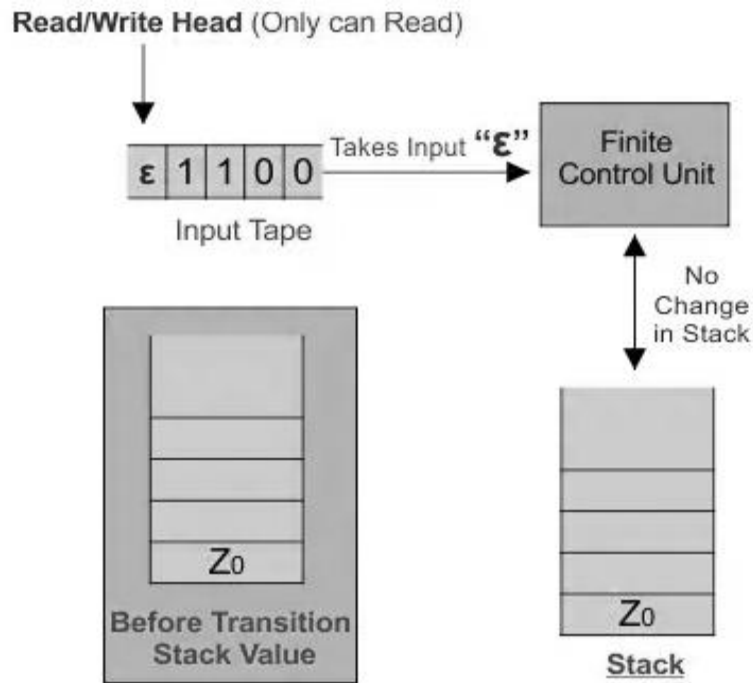 Read/Write Head (Only can Read)
ε 1 1 0 0
Takes Input “ε”
Finite
Control Unit
Input Tape
No
Change
in Stack
Z0
Before Transition
Stack Value
Z0
Stack